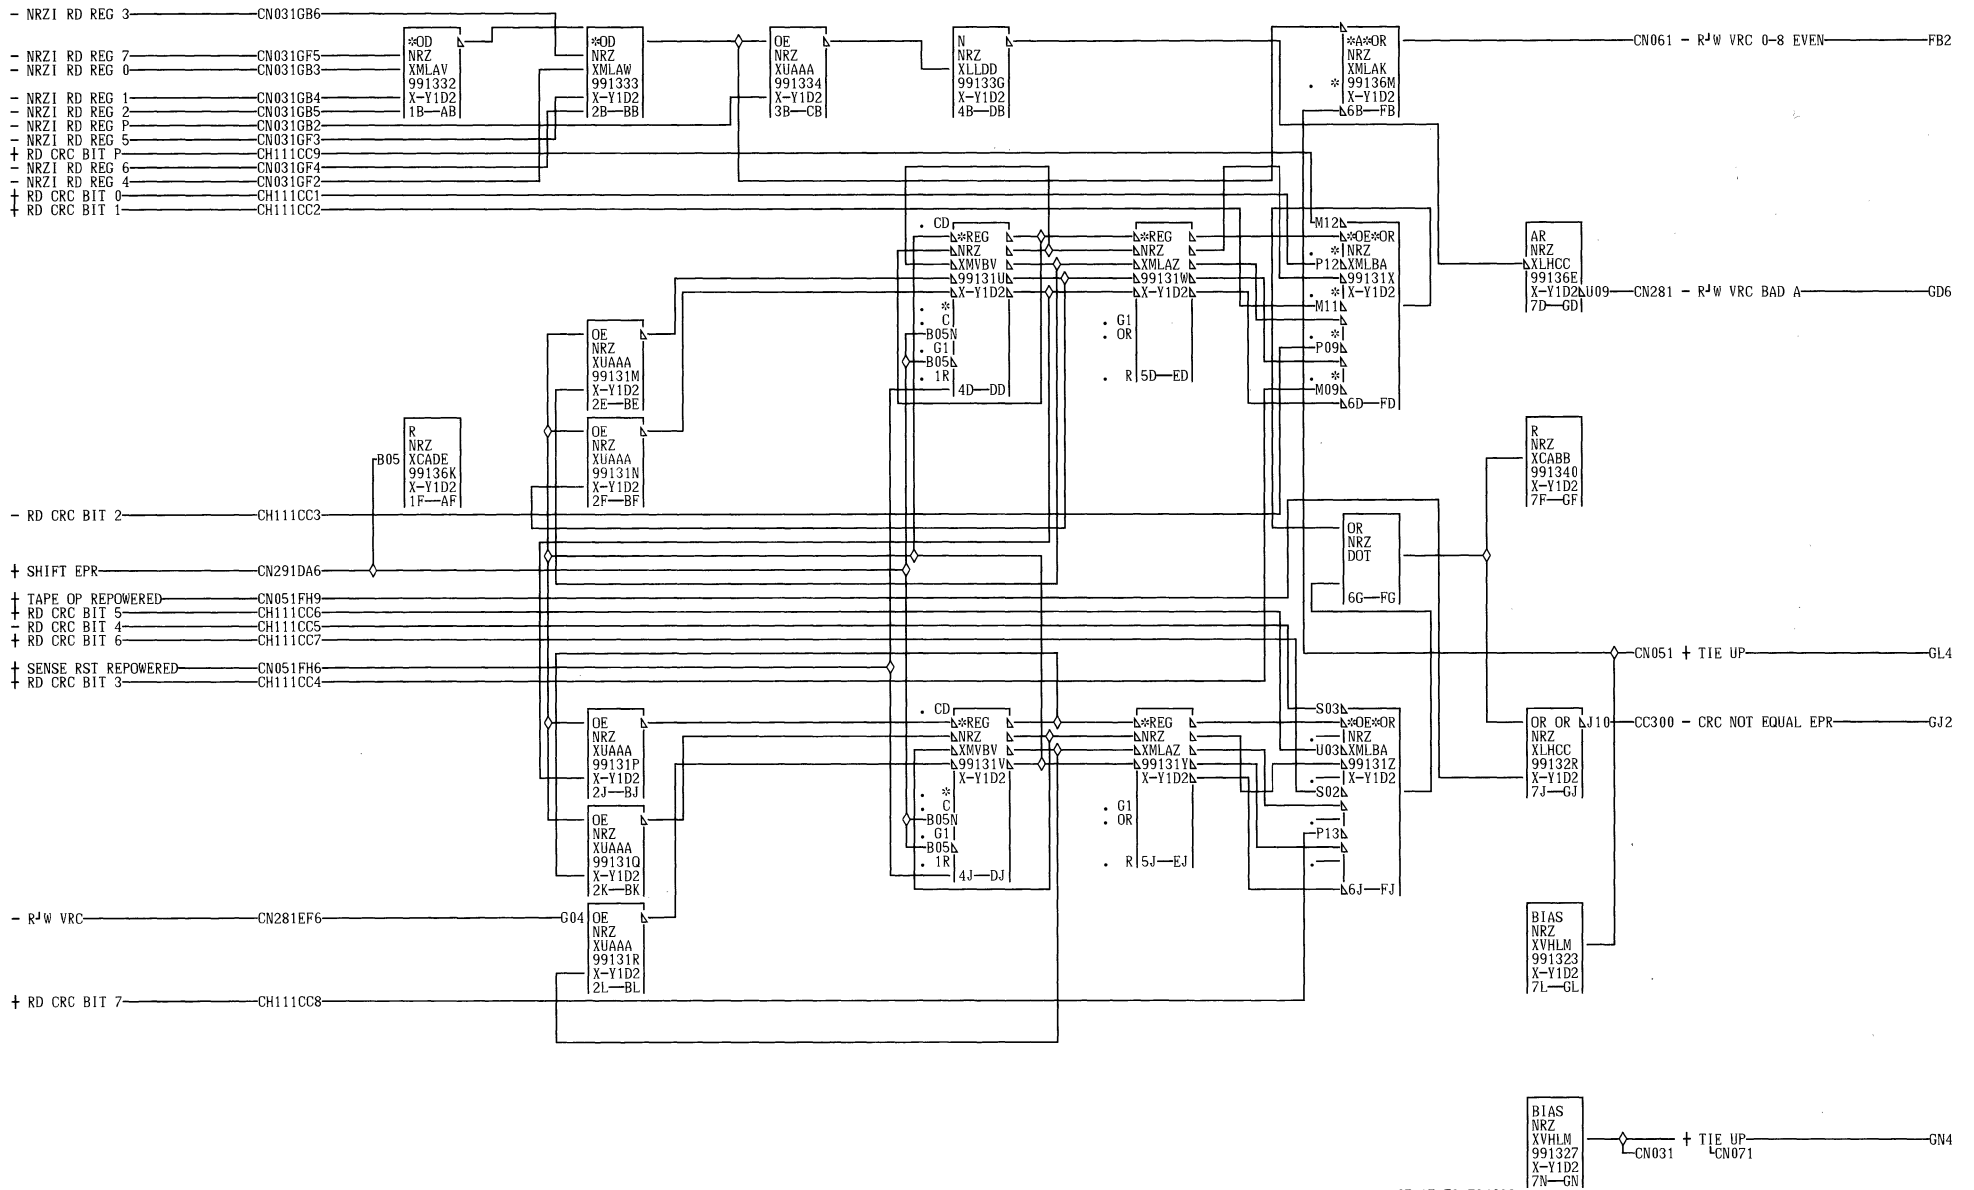 - NRZI RD REG 3 CN031GB6
- NRZI RD REG 7 CN031GF5
- NRZI RD REG 0 CN031GB3
- NRZI RD REG 1 CN031GB4
- NRZI RD REG 2 CN031GB5
- NRZI RD REG P CN031GB2
- NRZI RD REG 5 CN031GF3
+ RD CRC BIT P CH111CC9
- NRZI RD REG 6 CN031GF4
- NRZI RD REG 4 CN031GF2
+ RD CRC BIT 0 CH111CC1
+ RD CRC BIT 1 CH111CC2
*OD
NRZ
XMLAV
991332
X-Y1D2
1B-AB
*OD
NRZ
XMLAW
991333
X-Y1D2
2B-BB
OE
NRZ
XUAAA
991334
X-Y1D2
3B-CB
N
NRZ
XLLDD
99133G
X-Y1D2
4B-DB
*A*OR
NRZ
XMLAK
. * 99136M
X-Y1D2
6B-FB
CN061 - R┘W VRC 0-8 EVEN FB2
. CD
*REG
NRZ
XMVBV
99131U
X-Y1D2
. *
. C
B05N
. G1
B05
. 1R
4D-DD
*REG
NRZ
XMLAZ
99131W
X-Y1D2
. G1
. OR
. R 5D-ED
M12
*OE*OR
. * NRZ
P12 XMLBA
99131X
. * X-Y1D2
M11
. *
P09
. *
M09
6D-FD
AR
NRZ
XLHCC
99136E
X-Y1D2 U09 CN281 - R┘W VRC BAD A GD6
7D-GD
OE
NRZ
XUAAA
99131M
X-Y1D2
2E-BE
R
NRZ
B05 XCADE
99136K
X-Y1D2
1F-AF
OE
NRZ
XUAAA
99131N
X-Y1D2
2F-BF
R
NRZ
XCABB
991340
X-Y1D2
7F-GF
- RD CRC BIT 2 CH111CC3
OR
NRZ
DOT
6G-FG
+ SHIFT EPR CN291DA6
+ TAPE OP REPOWERED CN051FH9
+ RD CRC BIT 5 CH111CC6
- RD CRC BIT 4 CH111CC5
+ RD CRC BIT 6 CH111CC7
CN051 + TIE UP GL4
+ SENSE RST REPOWERED CN051FH6
+ RD CRC BIT 3 CH111CC4
OE
NRZ
XUAAA
99131P
X-Y1D2
2J-BJ
. CD
*REG
NRZ
XMVBV
99131V
X-Y1D2
. *
. C
B05N
. G1
B05
. 1R
4J-DJ
*REG
NRZ
XMLAZ
99131Y
X-Y1D2
. G1
. OR
. R 5J-EJ
S03
*OE*OR
. NRZ
U03 XMLBA
99131Z
. X-Y1D2
S02
.
P13
.
6J-FJ
OR OR J10 CC300 - CRC NOT EQUAL EPR GJ2
NRZ
XLHCC
99132R
X-Y1D2
7J-GJ
OE
NRZ
XUAAA
99131Q
X-Y1D2
2K-BK
- R┘W VRC CN281EF6 G04 OE
NRZ
XUAAA
99131R
X-Y1D2
2L-BL
BIAS
NRZ
XVHLM
991323
X-Y1D2
7L-GL
+ RD CRC BIT 7 CH111CC8
BIAS
NRZ
XVHLM + TIE UP GN4
991327 CN031 CN071
X-Y1D2
7N-GN